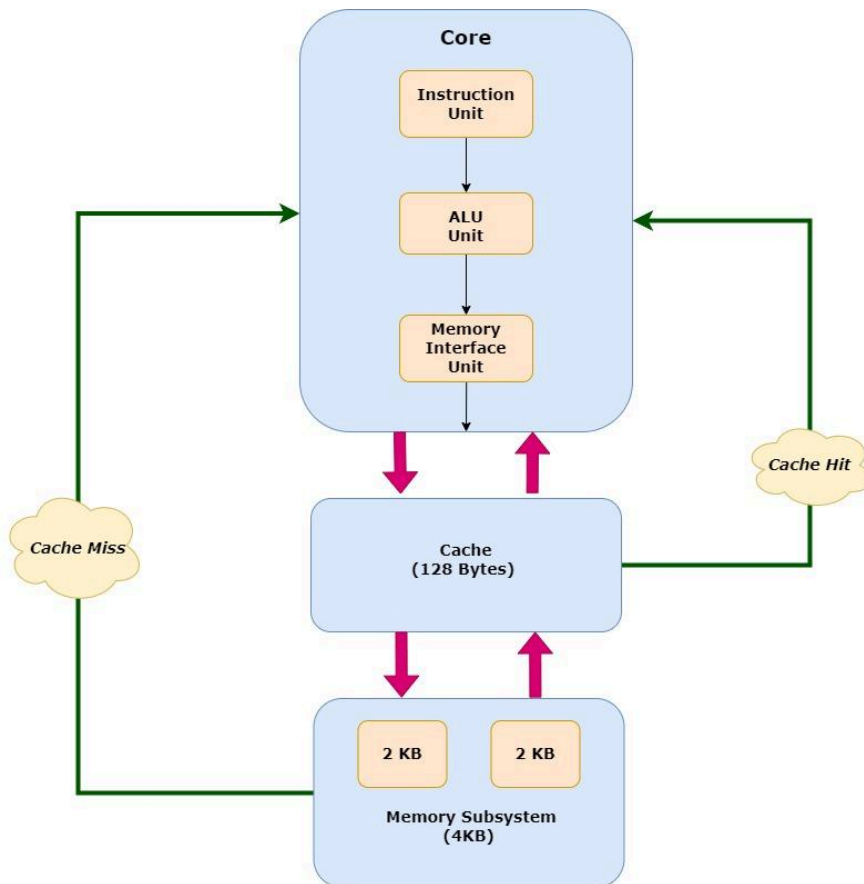 Core
Instruction
Unit
ALU
Unit
Memory
Interface
Unit
Cache Hit
Cache Miss
Cache
(128 Bytes)
2 KB
2 KB
Memory Subsystem
(4KB)